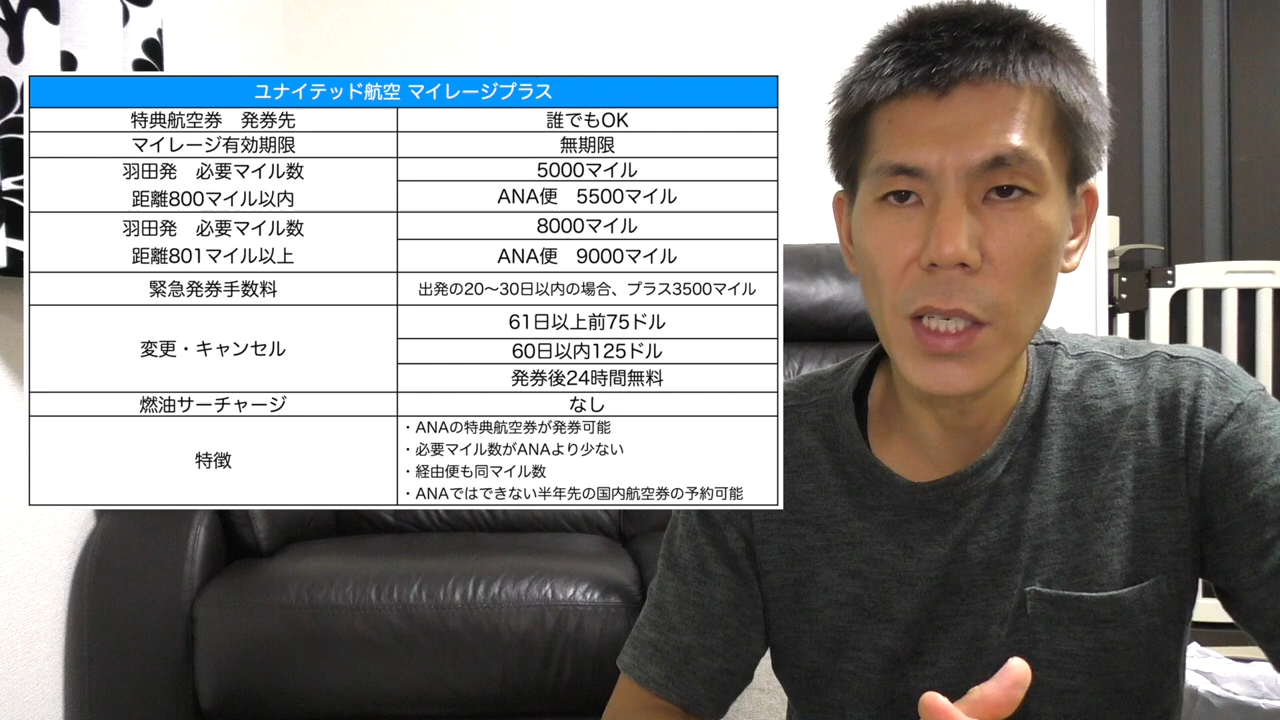 ユナイテッド航空 マイレージプラス
特典航空券　発券先
誰でもOK
マイレージ有効期限
無期限
羽田発　必要マイル数
距離800マイル以内
5000マイル
ANA便　5500マイル
羽田発　必要マイル数
距離801マイル以上
8000マイル
ANA便　9000マイル
緊急発券手数料
出発の20〜30日以内の場合、プラス3500マイル
変更・キャンセル
61日以上前75ドル
60日以内125ドル
発券後24時間無料
燃油サーチャージ
なし
特徴
・ANAの特典航空券が発券可能
・必要マイル数がANAより少ない
・経由便も同マイル数
・ANAではできない半年先の国内航空券の予約可能